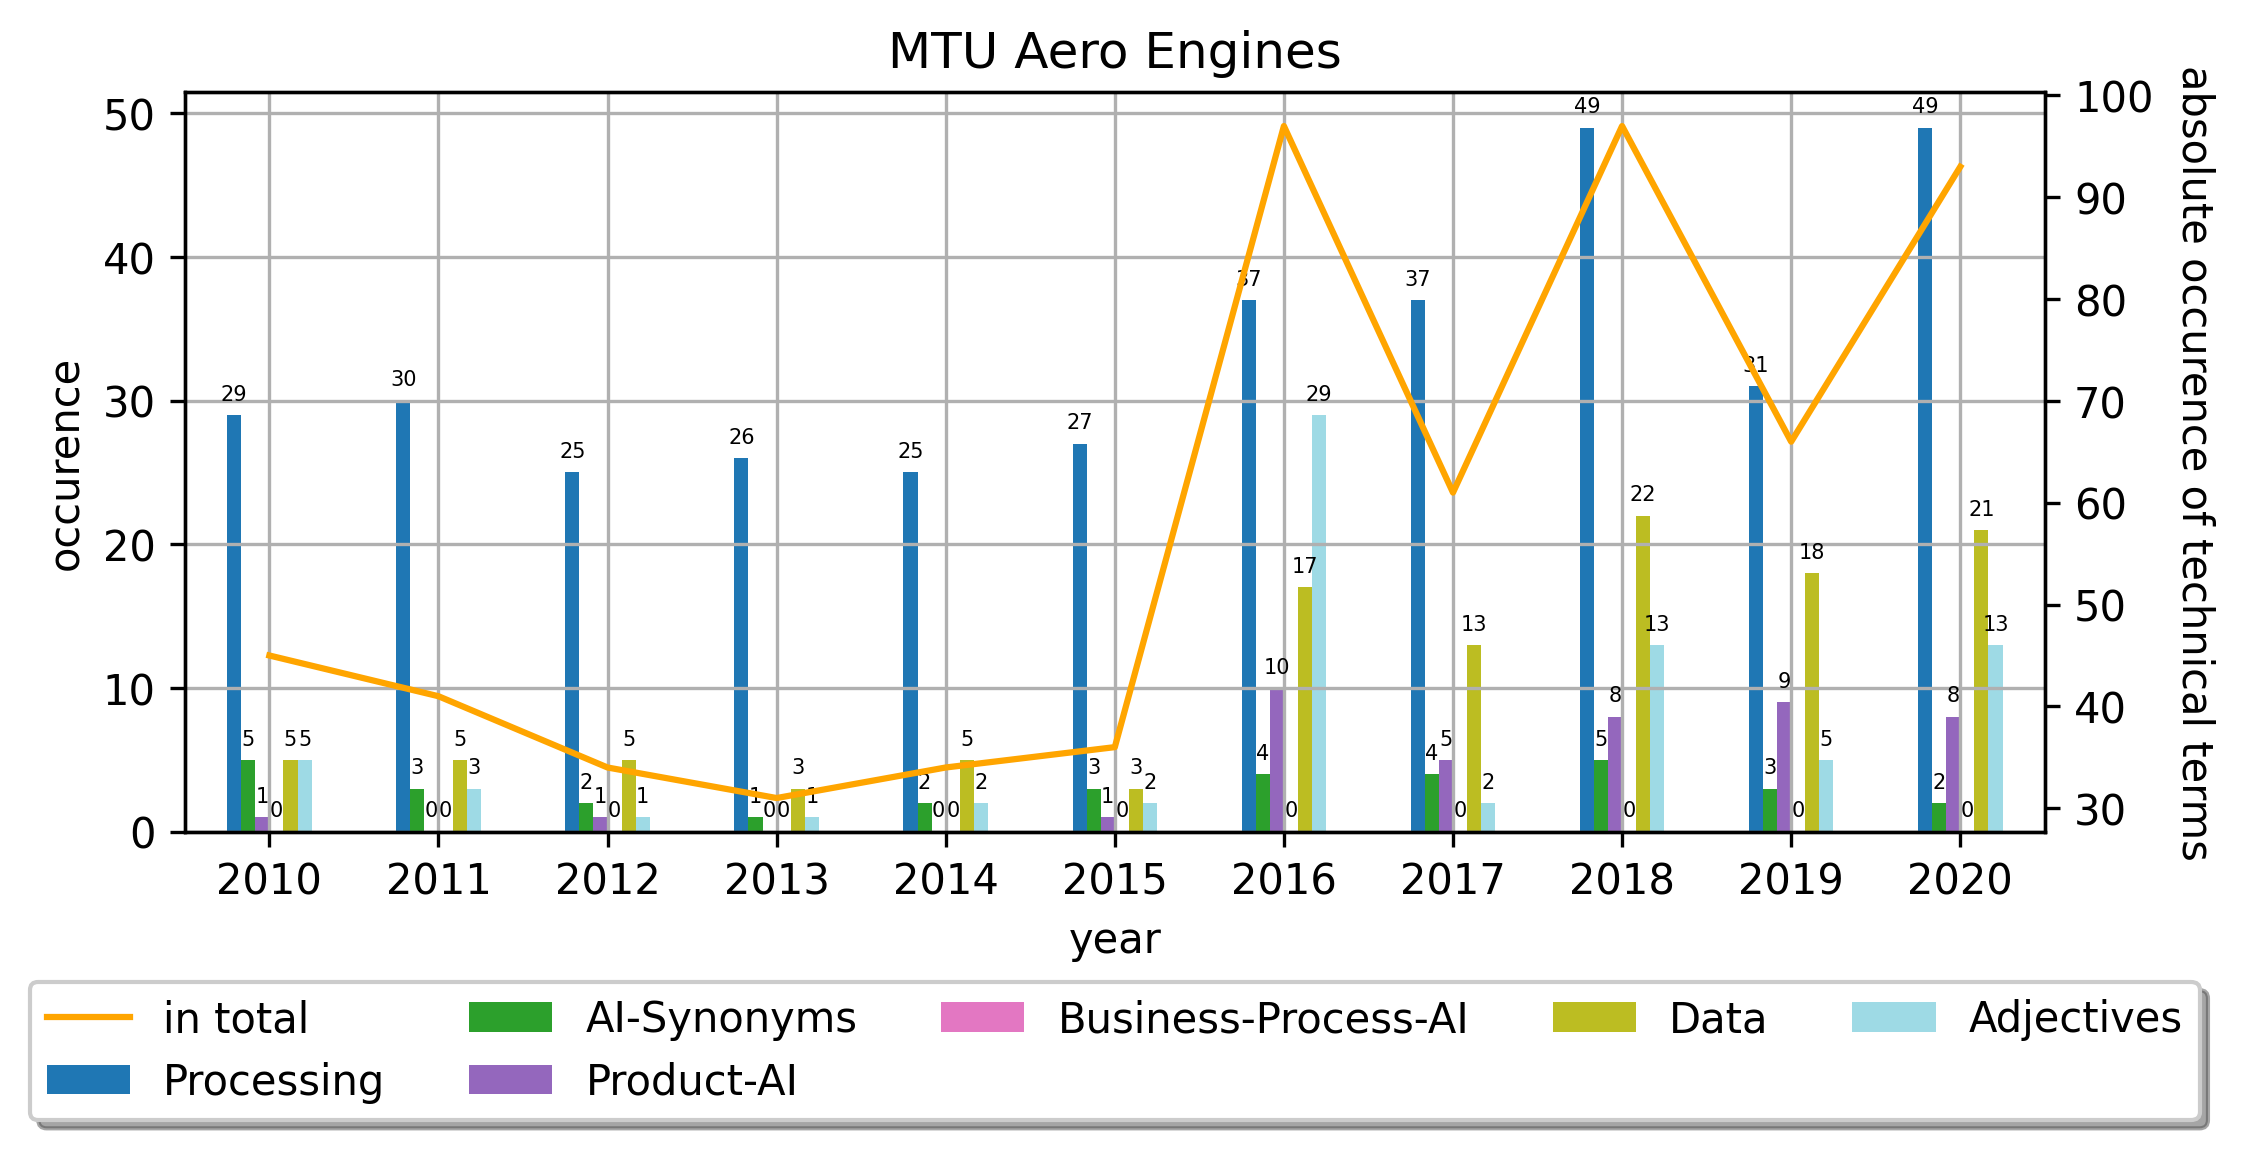 MTU Aero Engines
50
40
30
20
10
0
occurence
100
90
80
70
60
50
40
30
absolute occurence of technical terms
29 5 1 0 5 5
30 3 0 0 5 3
25 2 1 0 5 1
26 1 0 0 3 1
25 2 0 0 5 2
27 3 1 0 3 2
37 4 10 0 17 29
37 4 5 0 13 2
49 5 8 0 22 13
31 3 9 0 18 5
49 2 8 0 21 13
2010 2011 2012 2013 2014 2015 2016 2017 2018 2019 2020
year
in total AI-Synonyms Business-Process-AI Data Adjectives
Processing Product-AI